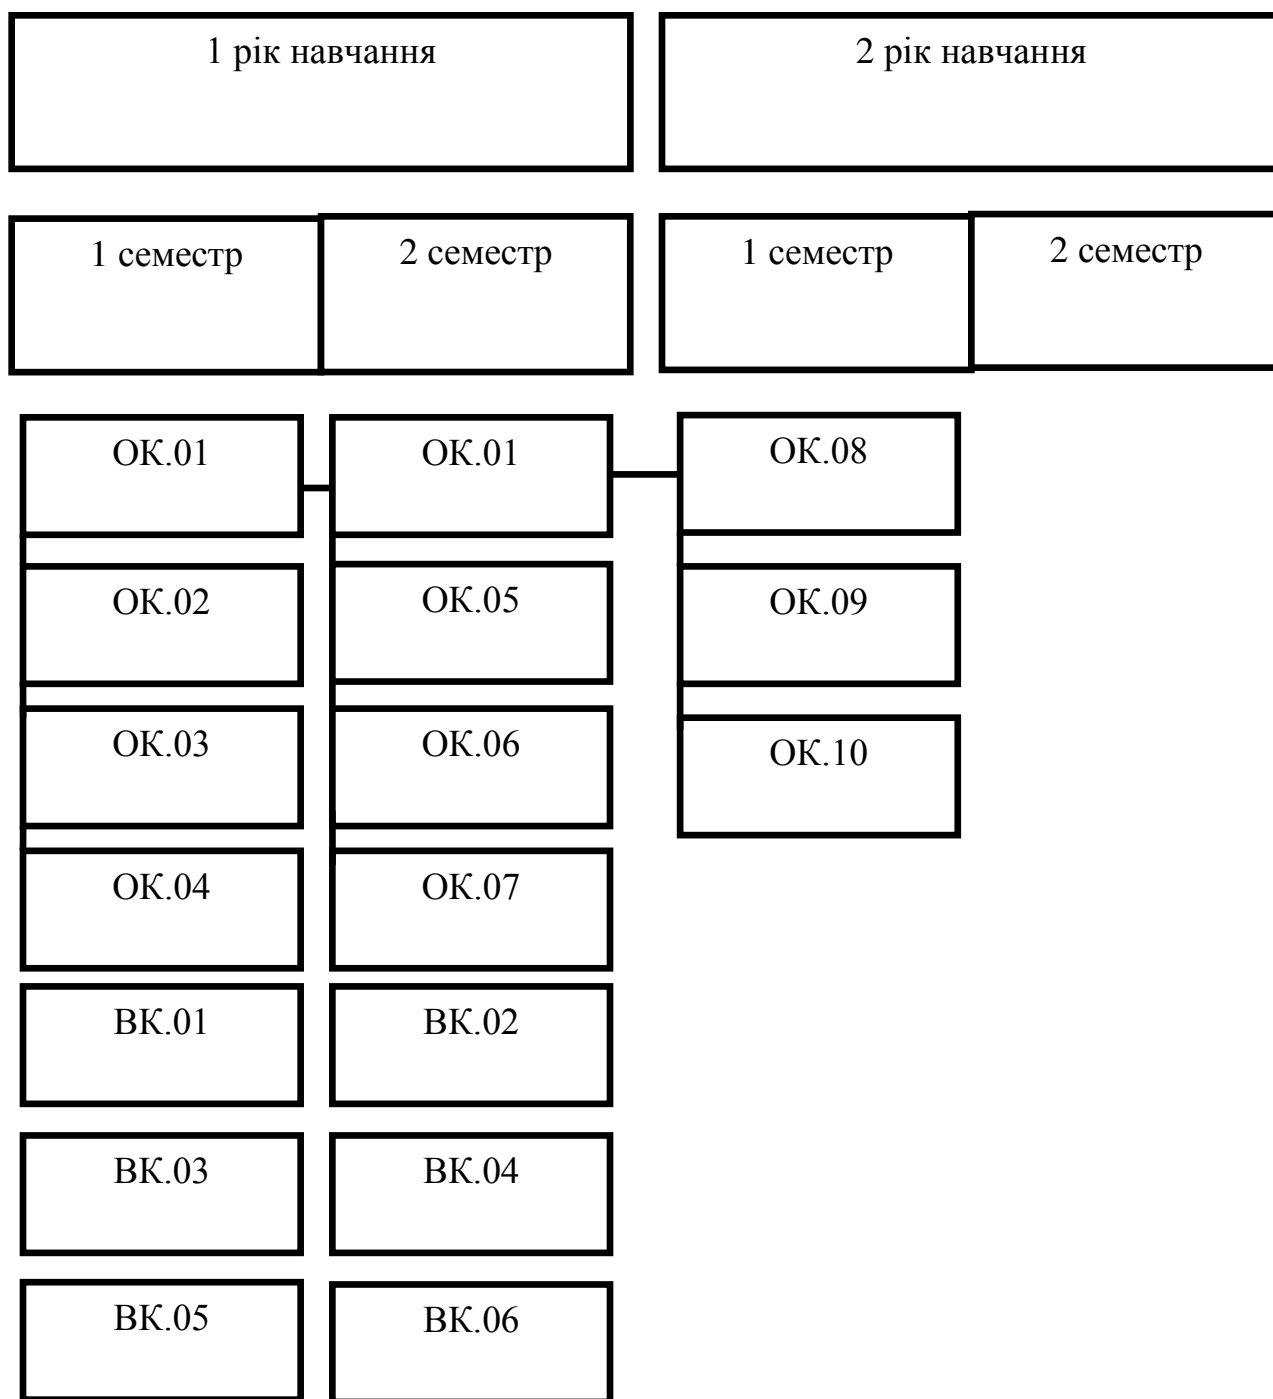 1 рік навчання
2 рік навчання
1 семестр
2 семестр
1 семестр
2 семестр
ОК.01
ОК.01
ОК.08
ОК.02
ОК.05
ОК.09
ОК.03
ОК.06
ОК.10
ОК.04
ОК.07
ВК.01
ВК.02
ВК.03
ВК.04
ВК.05
ВК.06